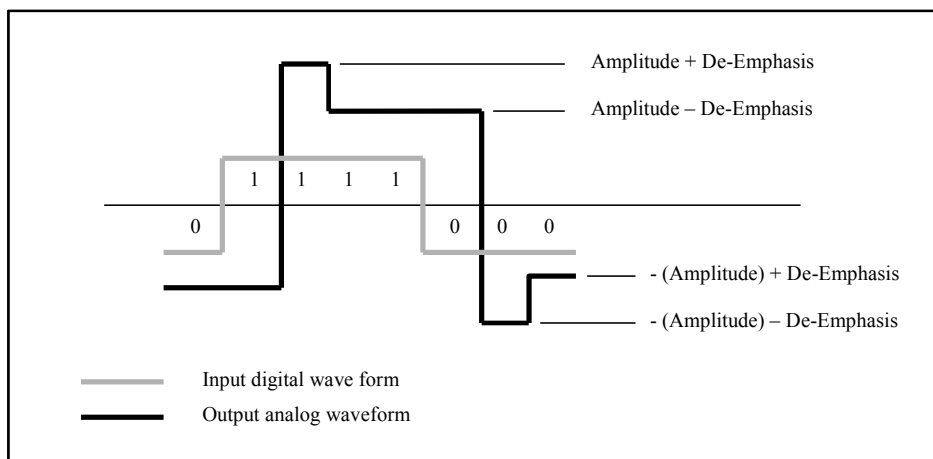 Amplitude + De-Emphasis
Amplitude – De-Emphasis
1 1 1 1
0 0 0 0
- (Amplitude) + De-Emphasis
- (Amplitude) – De-Emphasis
Input digital wave form
Output analog waveform